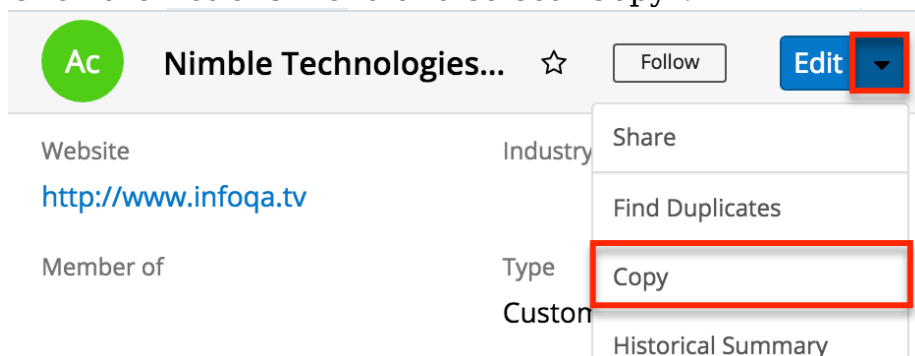 Ac Nimble Technologies... Follow Edit
Website
Industry
Share
http://www.infoqa.tv
Find Duplicates
Member of
Type
Copy
Custom
Historical Summary